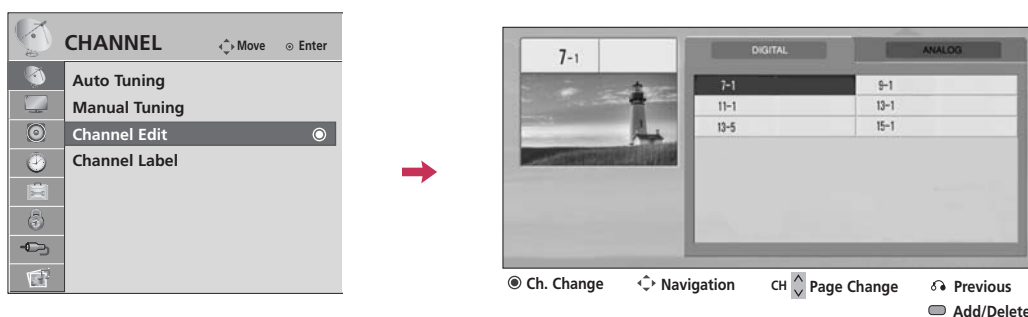 CHANNEL
Move
Enter
Auto Tuning
Manual Tuning
Channel Edit
Channel Label
7-1
DIGITAL
ANALOG
7-1
9-1
11-1
13-1
13-5
15-1
Ch. Change
Navigation
CH
Page Change
Previous
Add/Delete